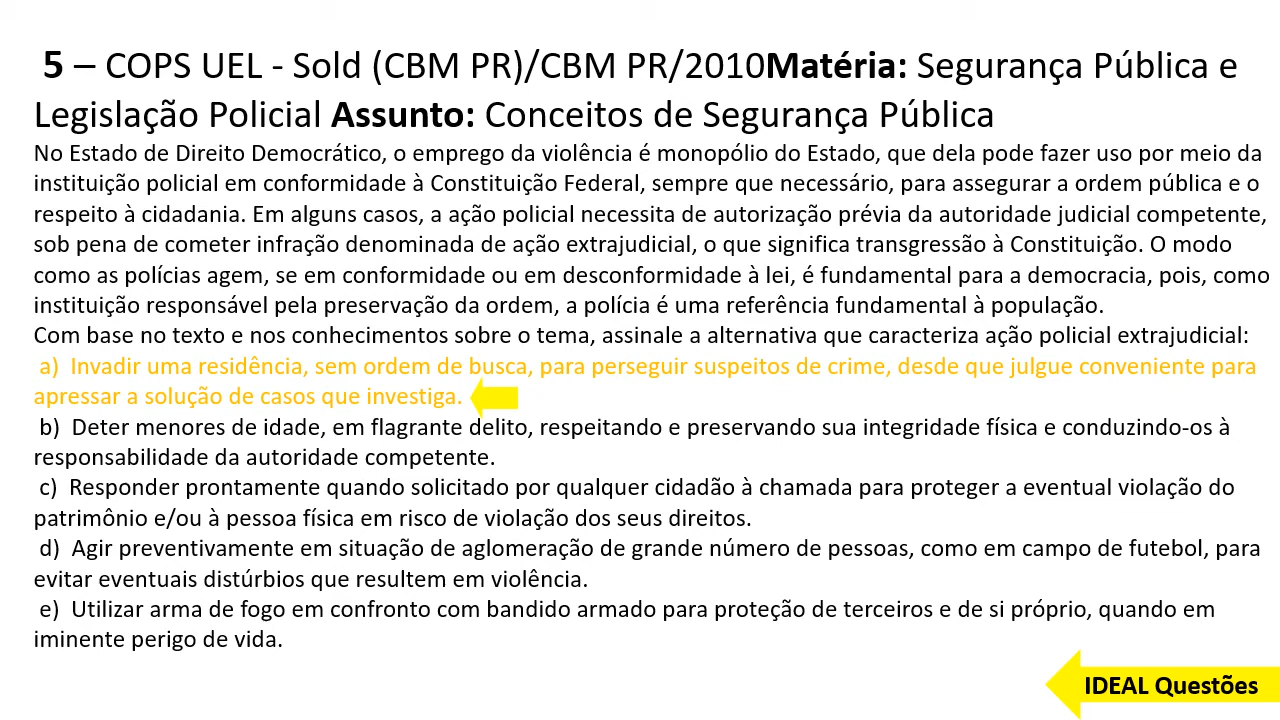 5 – COPS UEL - Sold (CBM PR)/CBM PR/2010Matéria: Segurança Pública e
Legislação Policial Assunto: Conceitos de Segurança Pública
No Estado de Direito Democrático, o emprego da violência é monopólio do Estado, que dela pode fazer uso por meio da
instituição policial em conformidade à Constituição Federal, sempre que necessário, para assegurar a ordem pública e o
respeito à cidadania. Em alguns casos, a ação policial necessita de autorização prévia da autoridade judicial competente,
sob pena de cometer infração denominada de ação extrajudicial, o que significa transgressão à Constituição. O modo
como as polícias agem, se em conformidade ou em desconformidade à lei, é fundamental para a democracia, pois, como
instituição responsável pela preservação da ordem, a polícia é uma referência fundamental à população.
Com base no texto e nos conhecimentos sobre o tema, assinale a alternativa que caracteriza ação policial extrajudicial:
a) Invadir uma residência, sem ordem de busca, para perseguir suspeitos de crime, desde que julgue conveniente para
apressar a solução de casos que investiga.
b) Deter menores de idade, em flagrante delito, respeitando e preservando sua integridade física e conduzindo-os à
responsabilidade da autoridade competente.
c) Responder prontamente quando solicitado por qualquer cidadão à chamada para proteger a eventual violação do
patrimônio e/ou à pessoa física em risco de violação dos seus direitos.
d) Agir preventivamente em situação de aglomeração de grande número de pessoas, como em campo de futebol, para
evitar eventuais distúrbios que resultem em violência.
e) Utilizar arma de fogo em confronto com bandido armado para proteção de terceiros e de si próprio, quando em
iminente perigo de vida.
IDEAL Questões